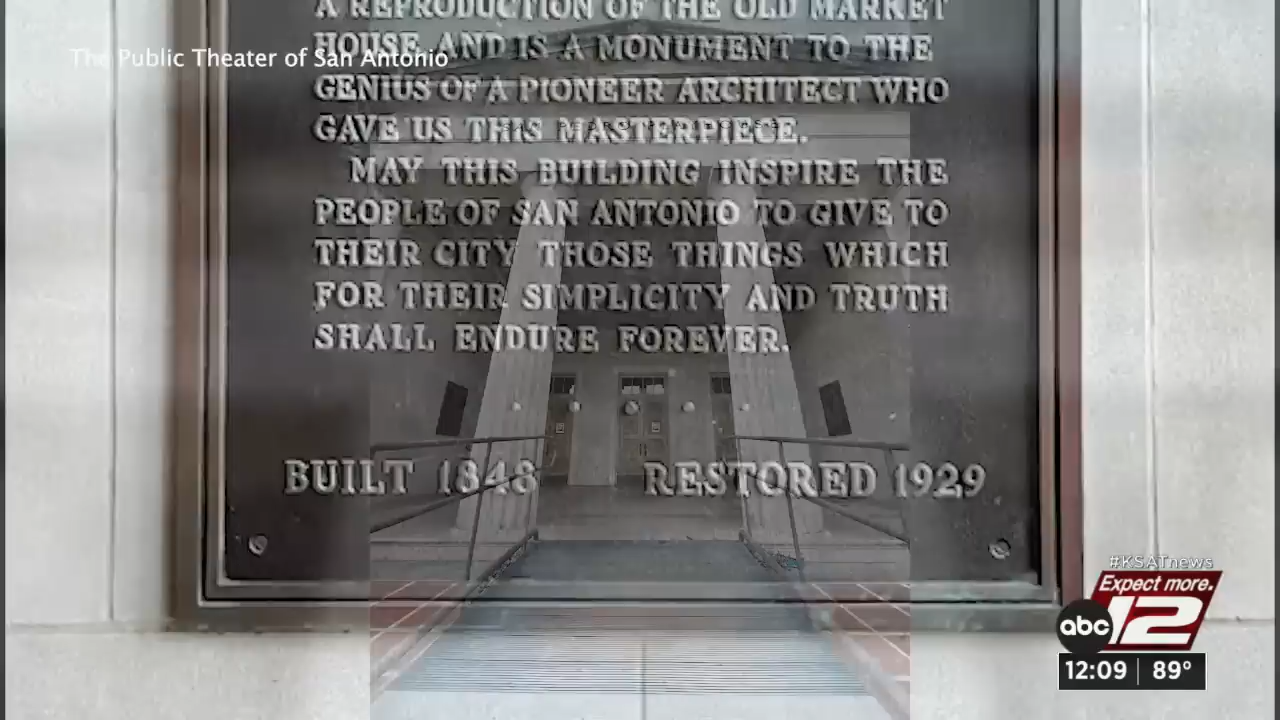 A REPRODUCTION OF THE OLD MARKET
HOUSE AND IS A MONUMENT TO THE
The Public Theater of San Antonio
GENIUS OF A PIONEER ARCHITECT WHO
GAVE US THIS MASTERPIECE.
MAY THIS BUILDING INSPIRE THE
PEOPLE OF SAN ANTONIO TO GIVE TO
THEIR CITY THOSE THINGS WHICH
FOR THEIR SIMPLICITY AND TRUTH
SHALL ENDURE FOREVER.
BUILT 1848 RESTORED 1929
#KSATnews
Expect more.
abc 12
12:09 89°